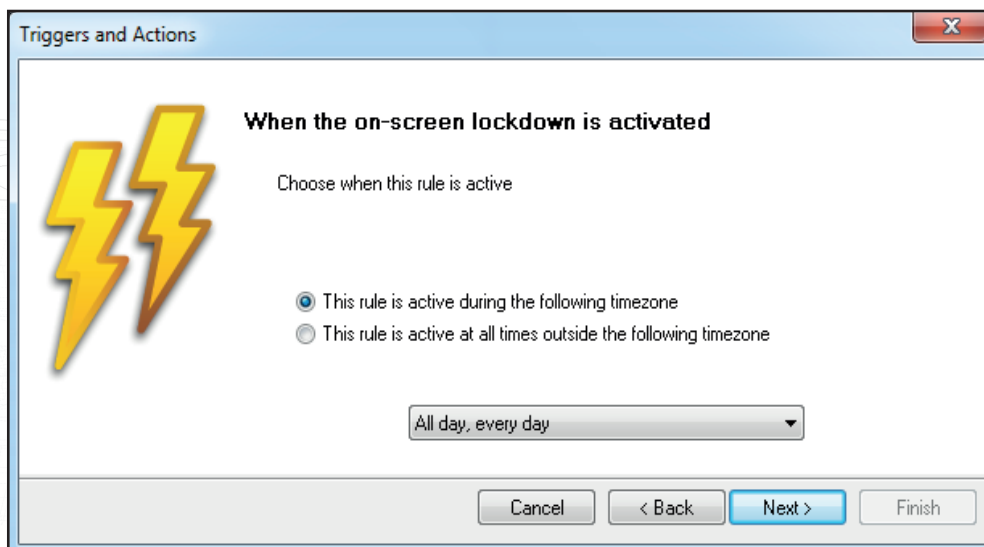 Triggers and Actions
When the on-screen lockdown is activated
Choose when this rule is active
This rule is active during the following timezone
This rule is active at all times outside the following timezone
All day, every day
Cancel
< Back
Next >
Finish